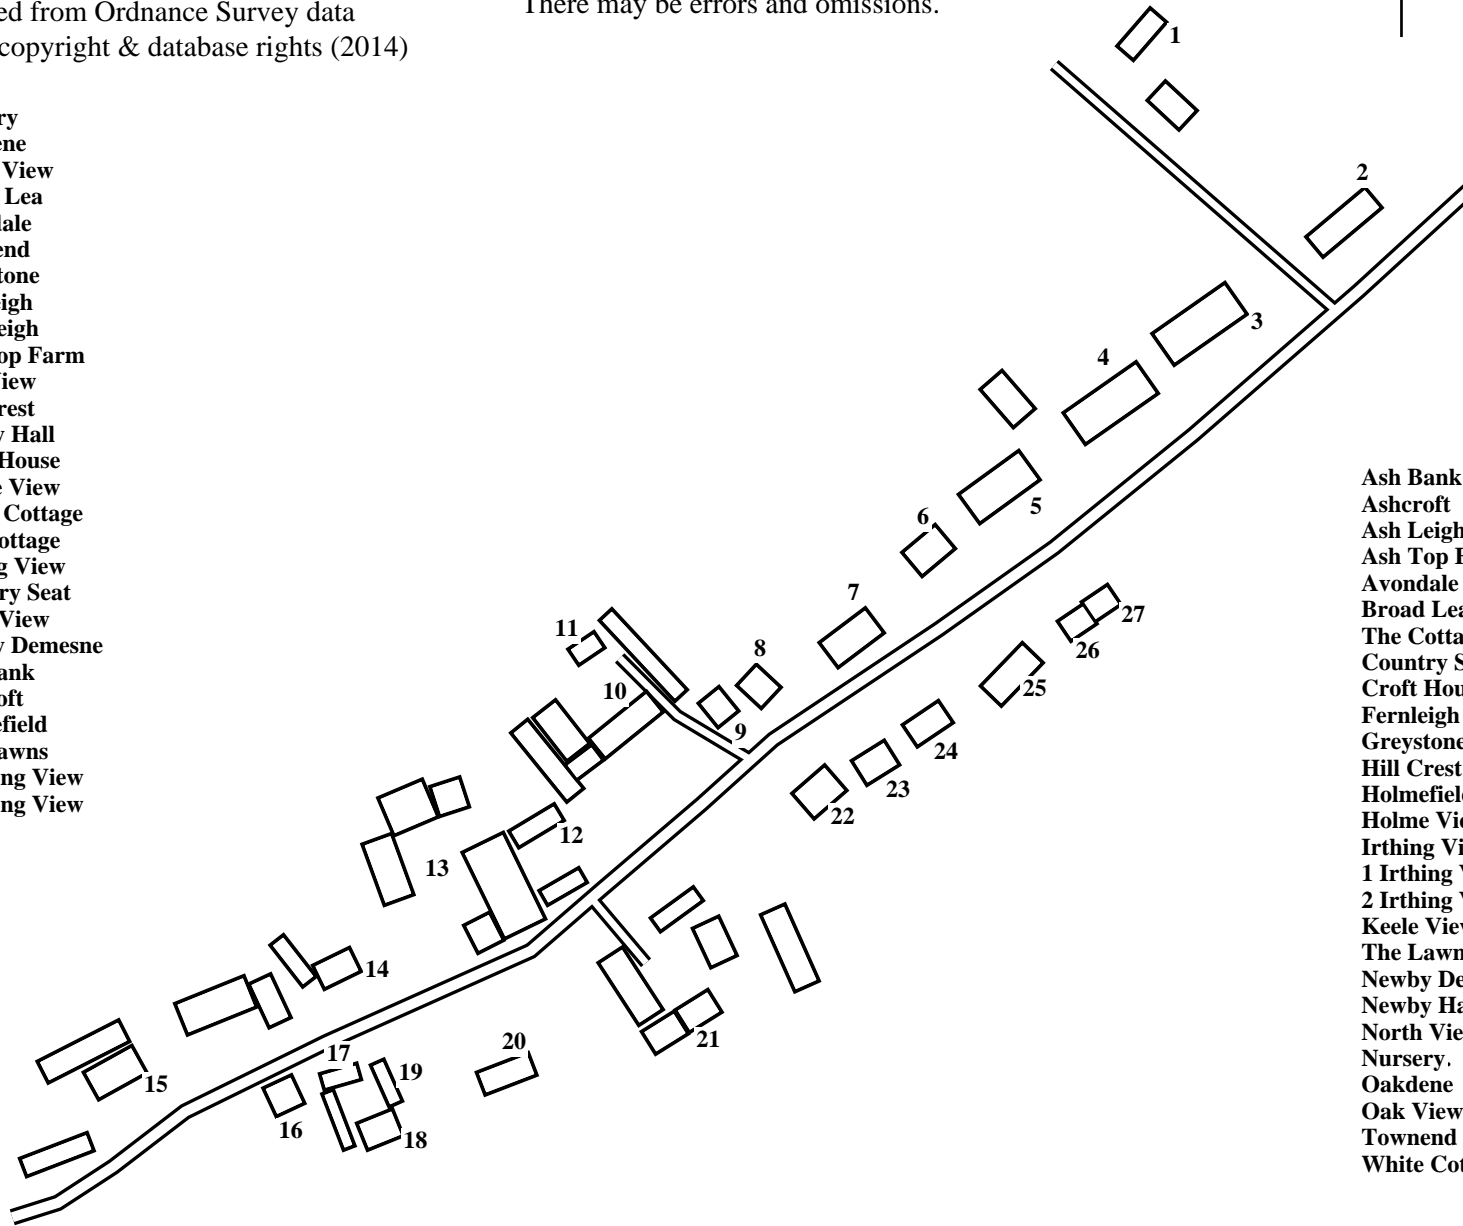 ed from Ordnance Survey data
copyright & database rights (2014)
There may be errors and omissions.
ry
ene
View
Lea
dale
end
tone
eigh
eigh
op Farm
View
rest
y Hall
House
e View
Cottage
ottage
g View
ry Seat
View
y Demesne
ank
oft
efield
awns
ing View
ing View
1
2
3
4
5
6
7
8
9
10
11
12
13
14
15
16
17
18
19
20
21
22
23
24
25
26
27
Ash Bank
Ashcroft
Ash Leigh
Ash Top F
Avondale
Broad Lea
The Cotta
Country S
Croft Hou
Fernleigh
Greystone
Hill Crest
Holmefield
Holme Vie
Irthing Vi
1 Irthing V
2 Irthing V
Keele View
The Lawn
Newby De
Newby Ha
North Vie
Nursery.
Oakdene
Oak View
Townend
White Cot